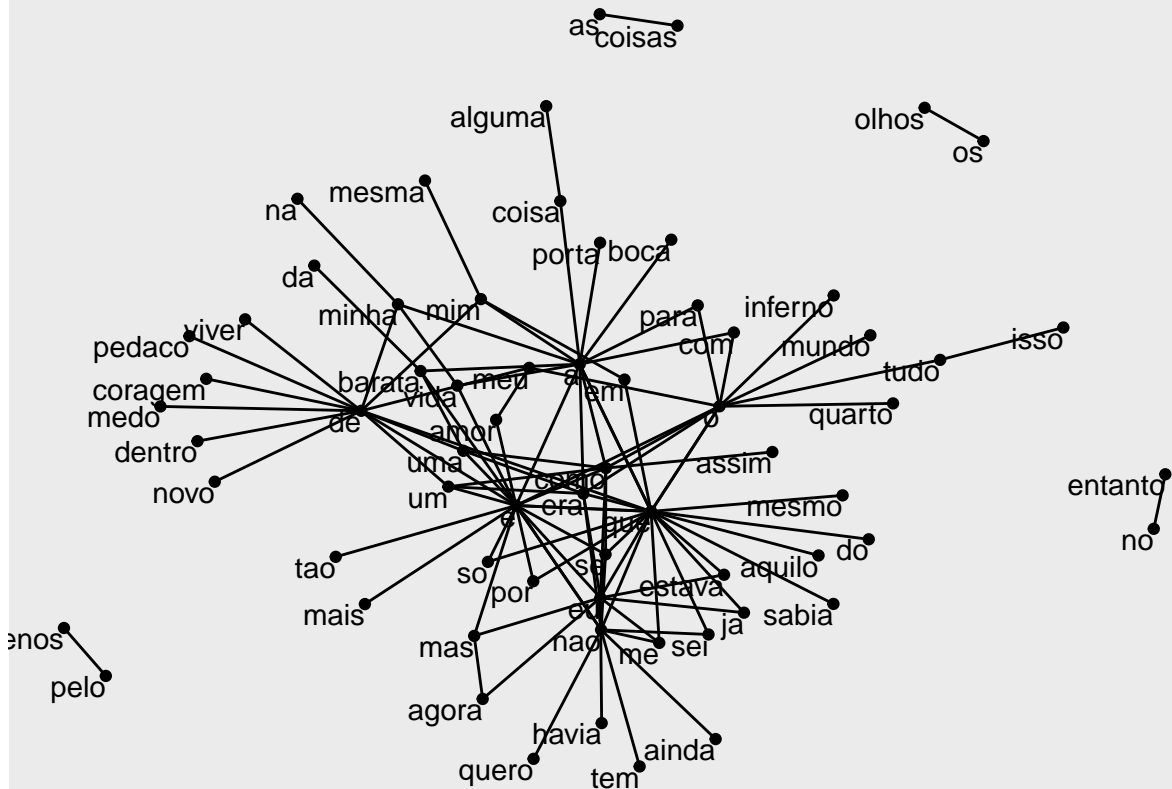 as
coisas
alguma
olhos
os
mesma
na
coisa
porta
boca
da
minha
mim
para
inferno
viver
pedaco
com
mundo
isso
coragem
barata
vida
meu
a
em
tudo
medo
de
o
quarto
dentro
amor
uma
assim
novo
um
como
entanto
e
era
que
mesmo
no
tao
so
se
do
por
estava
aquilo
mais
eu
ja
sabia
enos
mas
nao
me
sei
pelo
agora
havia
ainda
quero
tem